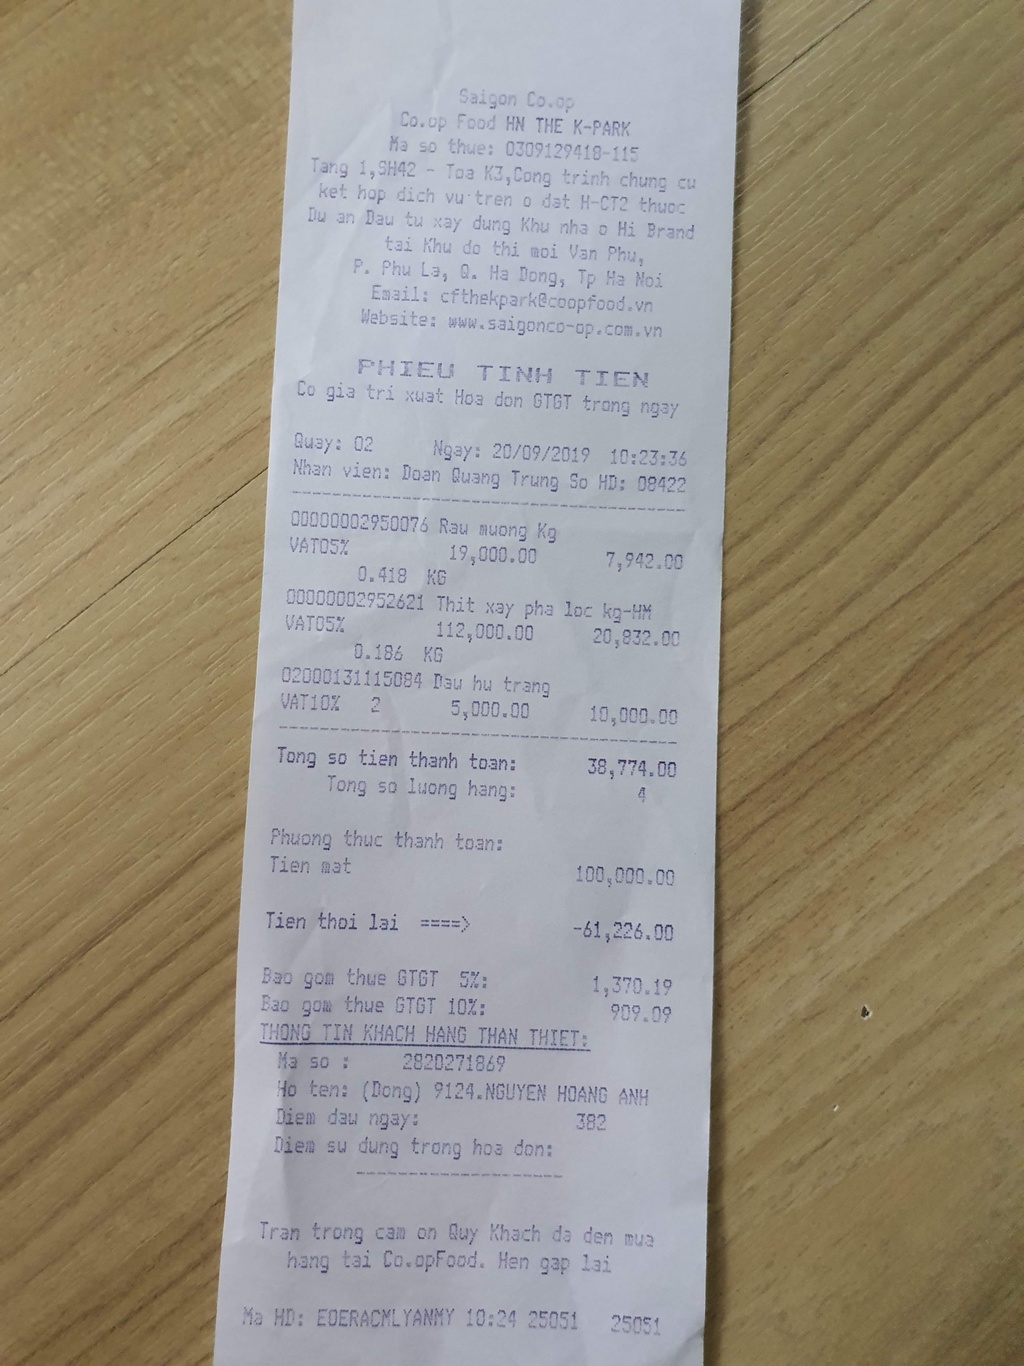 Saigon Co.op
Co.op Food HN THE K-PARK
Ma so thue: 0309129418-115
Tang 1,SH42 - Toa K3,Cong trinh chung cu
ket hop dich vu tren o dat H-CT2 thuoc
Du an Dau tu xay dung Khu nha o Hi Brand
tai Khu do thi moi Van Phu,
P. Phu La, Q. Ha Dong, Tp Ha Noi
Email: cfthekpark@coopfood.vn
Website: www.saigonco-op.com.vn
PHIEU TINH TIEN
Co gia tri xuat Hoa don GTGT trong ngay
Quay: 02 Ngay: 20/09/2019 10:23:36
Nhan vien: Doan Quang Trung So HD: 08422
00000002950076 Rau muong Kg
VAT05% 19,000.00 7,942.00
0.418 KG
00000002952621 Thit xay pha loc kg-HM
VAT05% 112,000.00 20,832.00
0.186 KG
02000131115084 Dau hu trang
VAT10% 2 5,000.00 10,000.00
Tong so tien thanh toan: 38,774.00
Tong so luong hang: 4
Phuong thuc thanh toan:
Tien mat 100,000.00
Tien thoi lai ====> -61,226.00
Bao gom thue GTGT 5%: 1,370.19
Bao gom thue GTGT 10%: 909.09
THONG TIN KHACH HANG THAN THIET:
Ma so : 2820271869
Ho ten: (Dong) 9124.NGUYEN HOANG ANH
Diem dau ngay: 382
Diem su dung trong hoa don:
Tran trong cam on Quy Khach da den mua
hang tai Co.opFood. Hen gap lai
Ma HD: EOERACMLYANMY 10:24 25051 25051